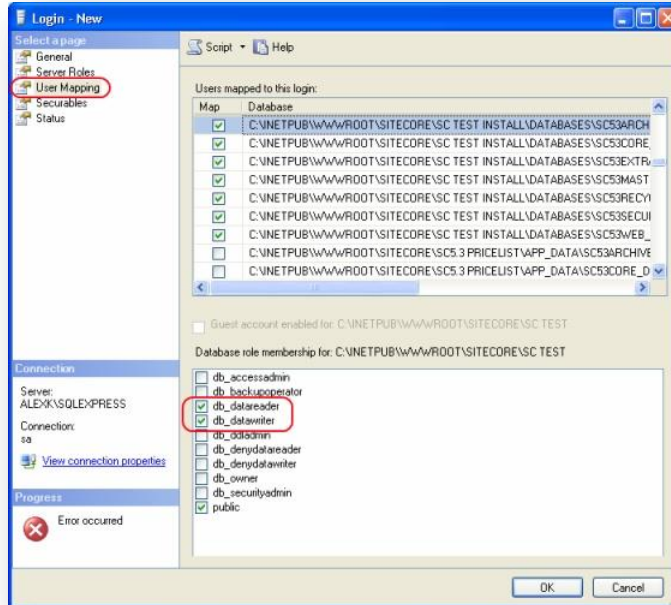 Login - New
Select a page
General
Server Roles
User Mapping
Securables
Status
Script
Help
Users mapped to this login:
Map Database
C:\INETPUB\WWWROOT\SITECORE\SC TEST INSTALL\DATABASES\SC53ARCH
C:\INETPUB\WWWROOT\SITECORE\SC TEST INSTALL\DATABASES\SC53CORE_
C:\INETPUB\WWWROOT\SITECORE\SC TEST INSTALL\DATABASES\SC53EXTR
C:\INETPUB\WWWROOT\SITECORE\SC TEST INSTALL\DATABASES\SC53MAST
C:\INETPUB\WWWROOT\SITECORE\SC TEST INSTALL\DATABASES\SC53RECY
C:\INETPUB\WWWROOT\SITECORE\SC TEST INSTALL\DATABASES\SC53SECU
C:\INETPUB\WWWROOT\SITECORE\SC TEST INSTALL\DATABASES\SC53WEB_
C:\INETPUB\WWWROOT\SITECORE\SC5.3 PRICELIST\APP_DATA\SC53ARCHIVE
C:\INETPUB\WWWROOT\SITECORE\SC5.3 PRICELIST\APP_DATA\SC53CORE_D
Guest account enabled for: C:\INETPUB\WWWROOT\SITECORE\SC TEST
Database role membership for: C:\INETPUB\WWWROOT\SITECORE\SC TEST
db_accessadmin
db_backupoperator
db_datareader
db_datawriter
db_ddladmin
db_denydatareader
db_denydatawriter
db_owner
db_securityadmin
public
Connection
Server:
ALEXK\SQLEXPRESS
Connection:
sa
View connection properties
Progress
Error occurred
OK
Cancel